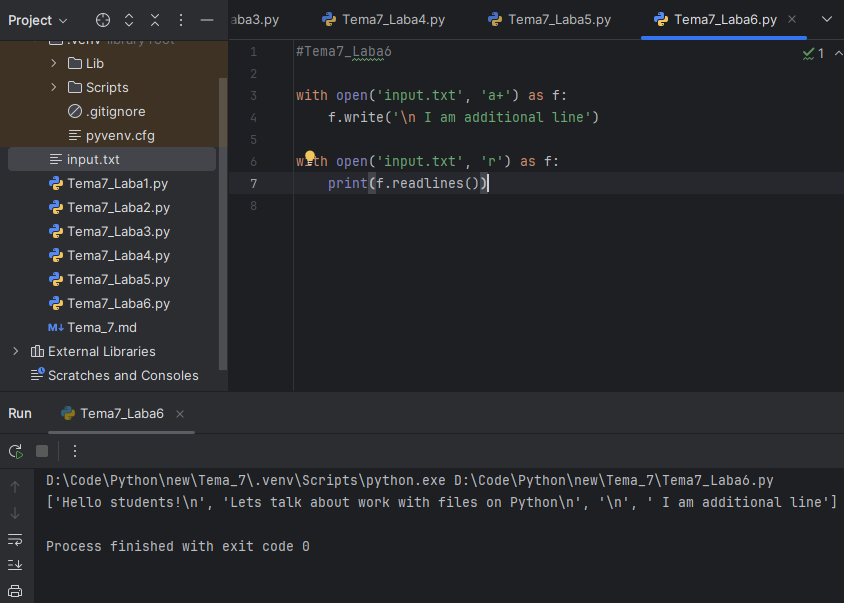 Project
aba3.py
Tema7_Laba4.py
Tema7_Laba5.py
Tema7_Laba6.py
.venv library root
Lib
Scripts
.gitignore
pyvenv.cfg
input.txt
Tema7_Laba1.py
Tema7_Laba2.py
Tema7_Laba3.py
Tema7_Laba4.py
Tema7_Laba5.py
Tema7_Laba6.py
M↓ Tema_7.md
External Libraries
Scratches and Consoles
1 #Tema7_Laba6
1
2
3 with open('input.txt', 'a+') as f:
4     f.write('\n I am additional line')
5
6 with open('input.txt', 'r') as f:
7     print(f.readlines())
8
Run
Tema7_Laba6
D:\Code\Python\new\Tema_7\.venv\Scripts\python.exe D:\Code\Python\new\Tema_7\Tema7_Laba6.py
['Hello students!\n', 'Lets talk about work with files on Python\n', '\n', ' I am additional line']
Process finished with exit code 0